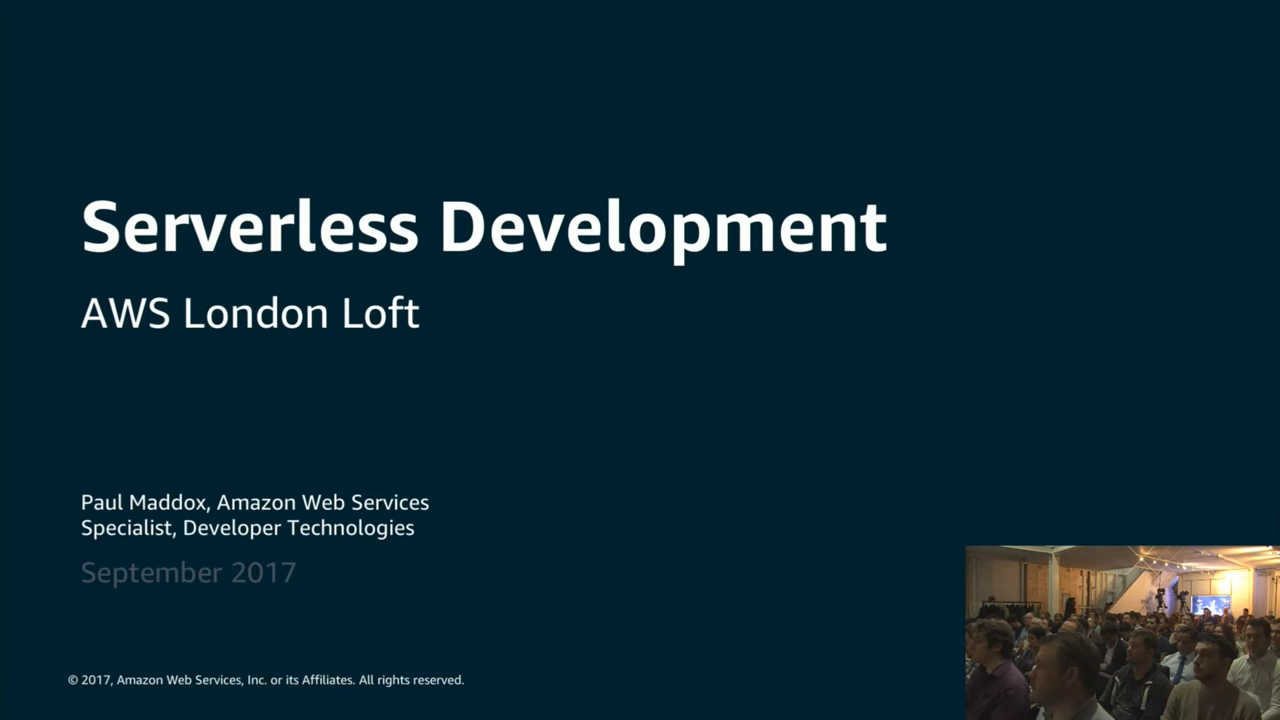 Serverless Development
AWS London Loft
Paul Maddox, Amazon Web Services
Specialist, Developer Technologies
September 2017
© 2017, Amazon Web Services, Inc. or its Affiliates. All rights reserved.